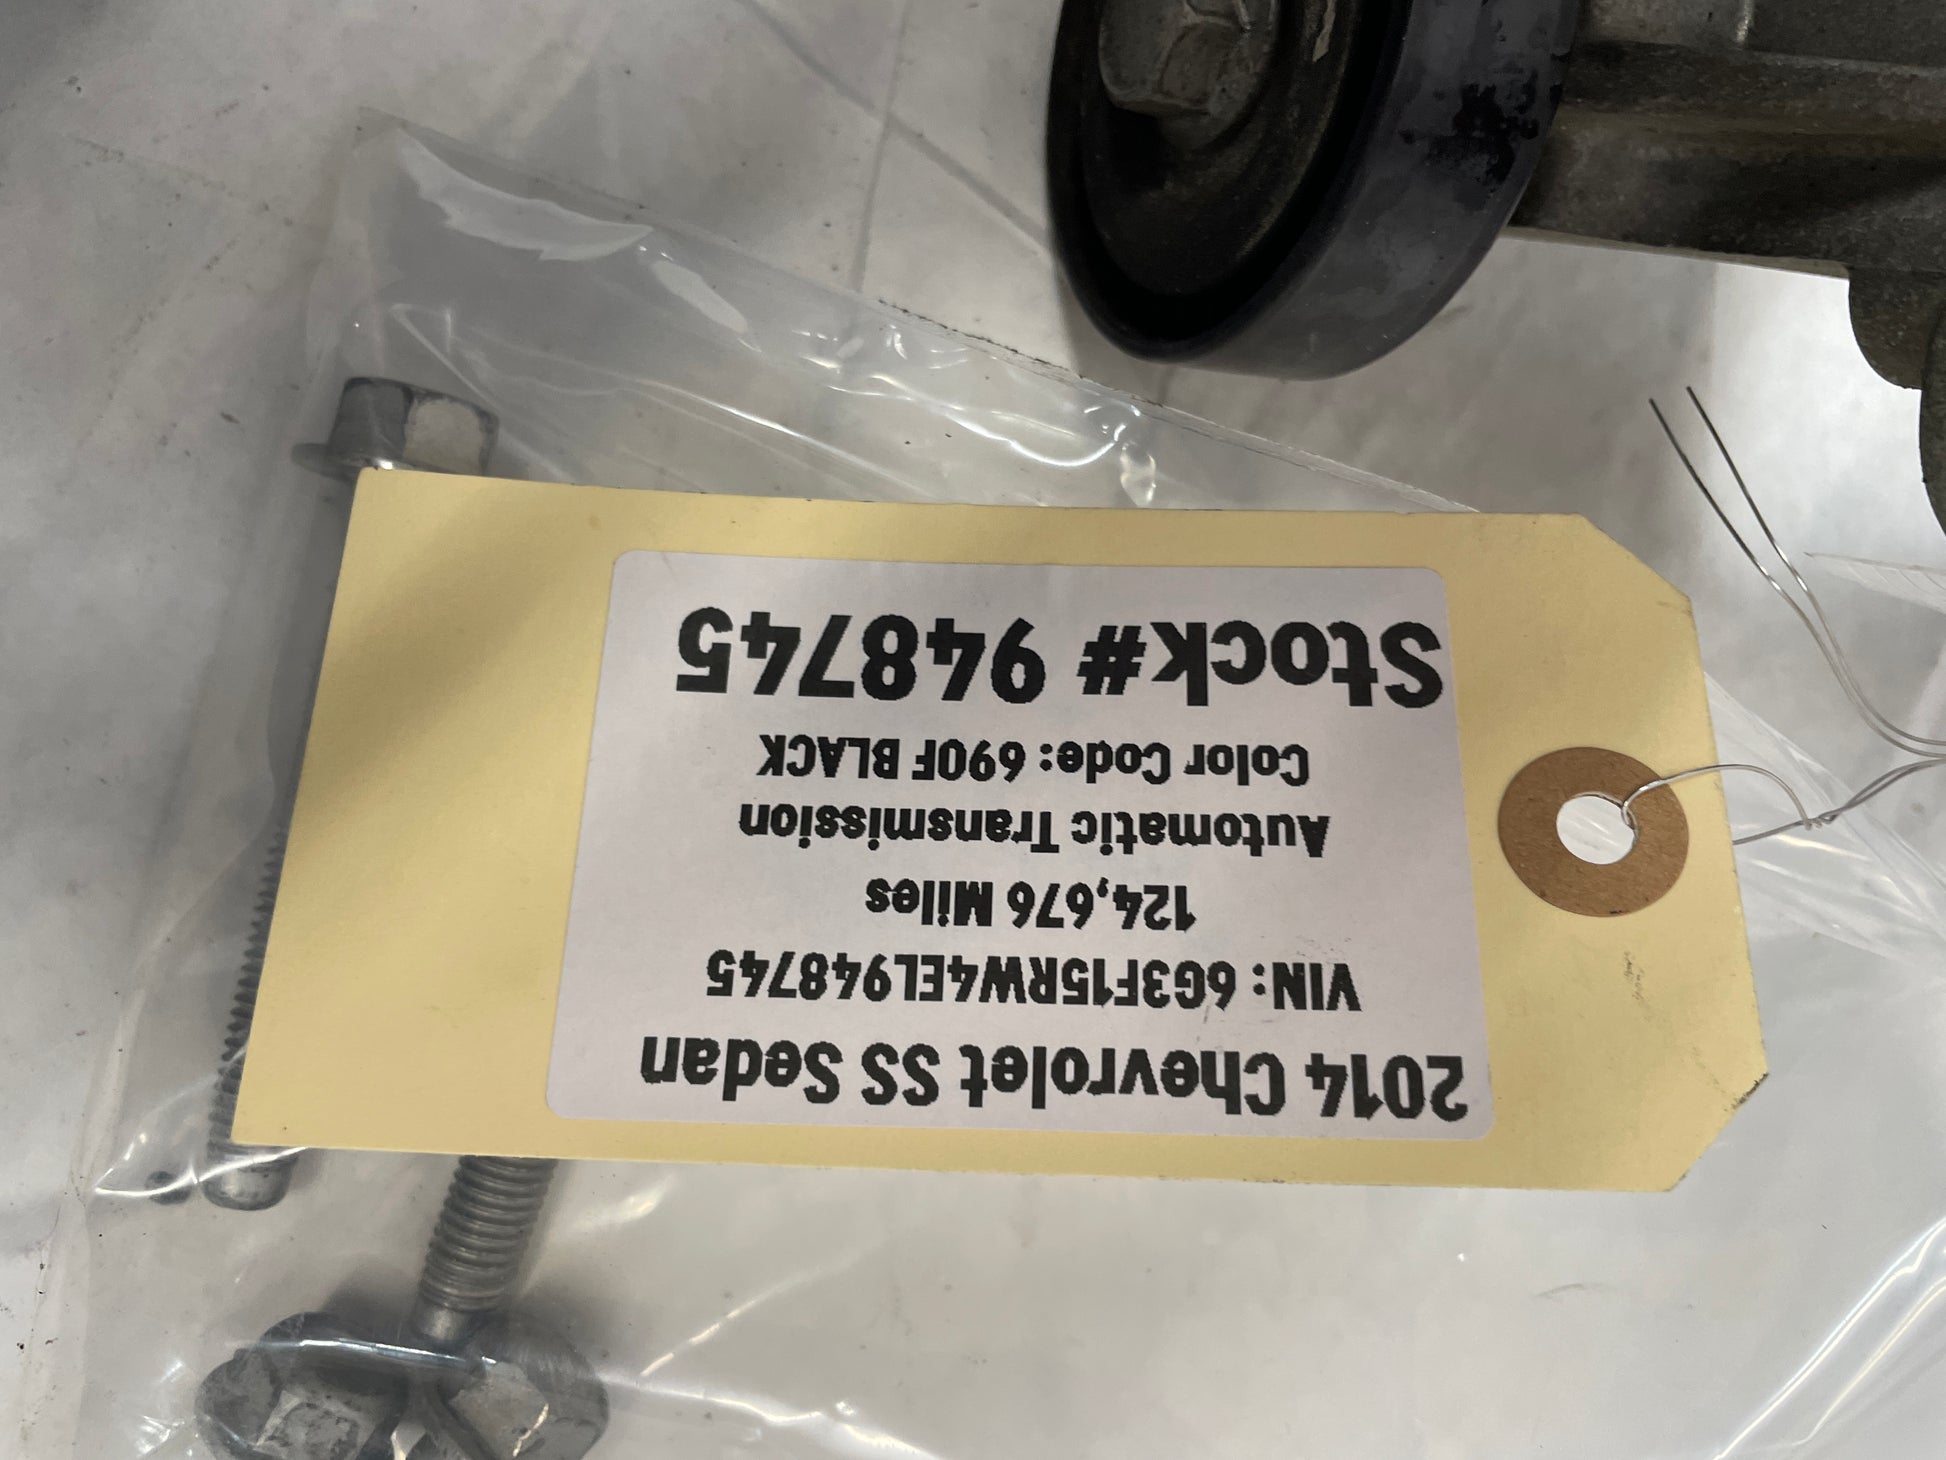 2014 Chevrolet SS Sedan
VIN: 6G3F15RW4EL948745
124,676 Miles
Automatic Transmission
Color Code: 690F BLACK
Stock# 948745